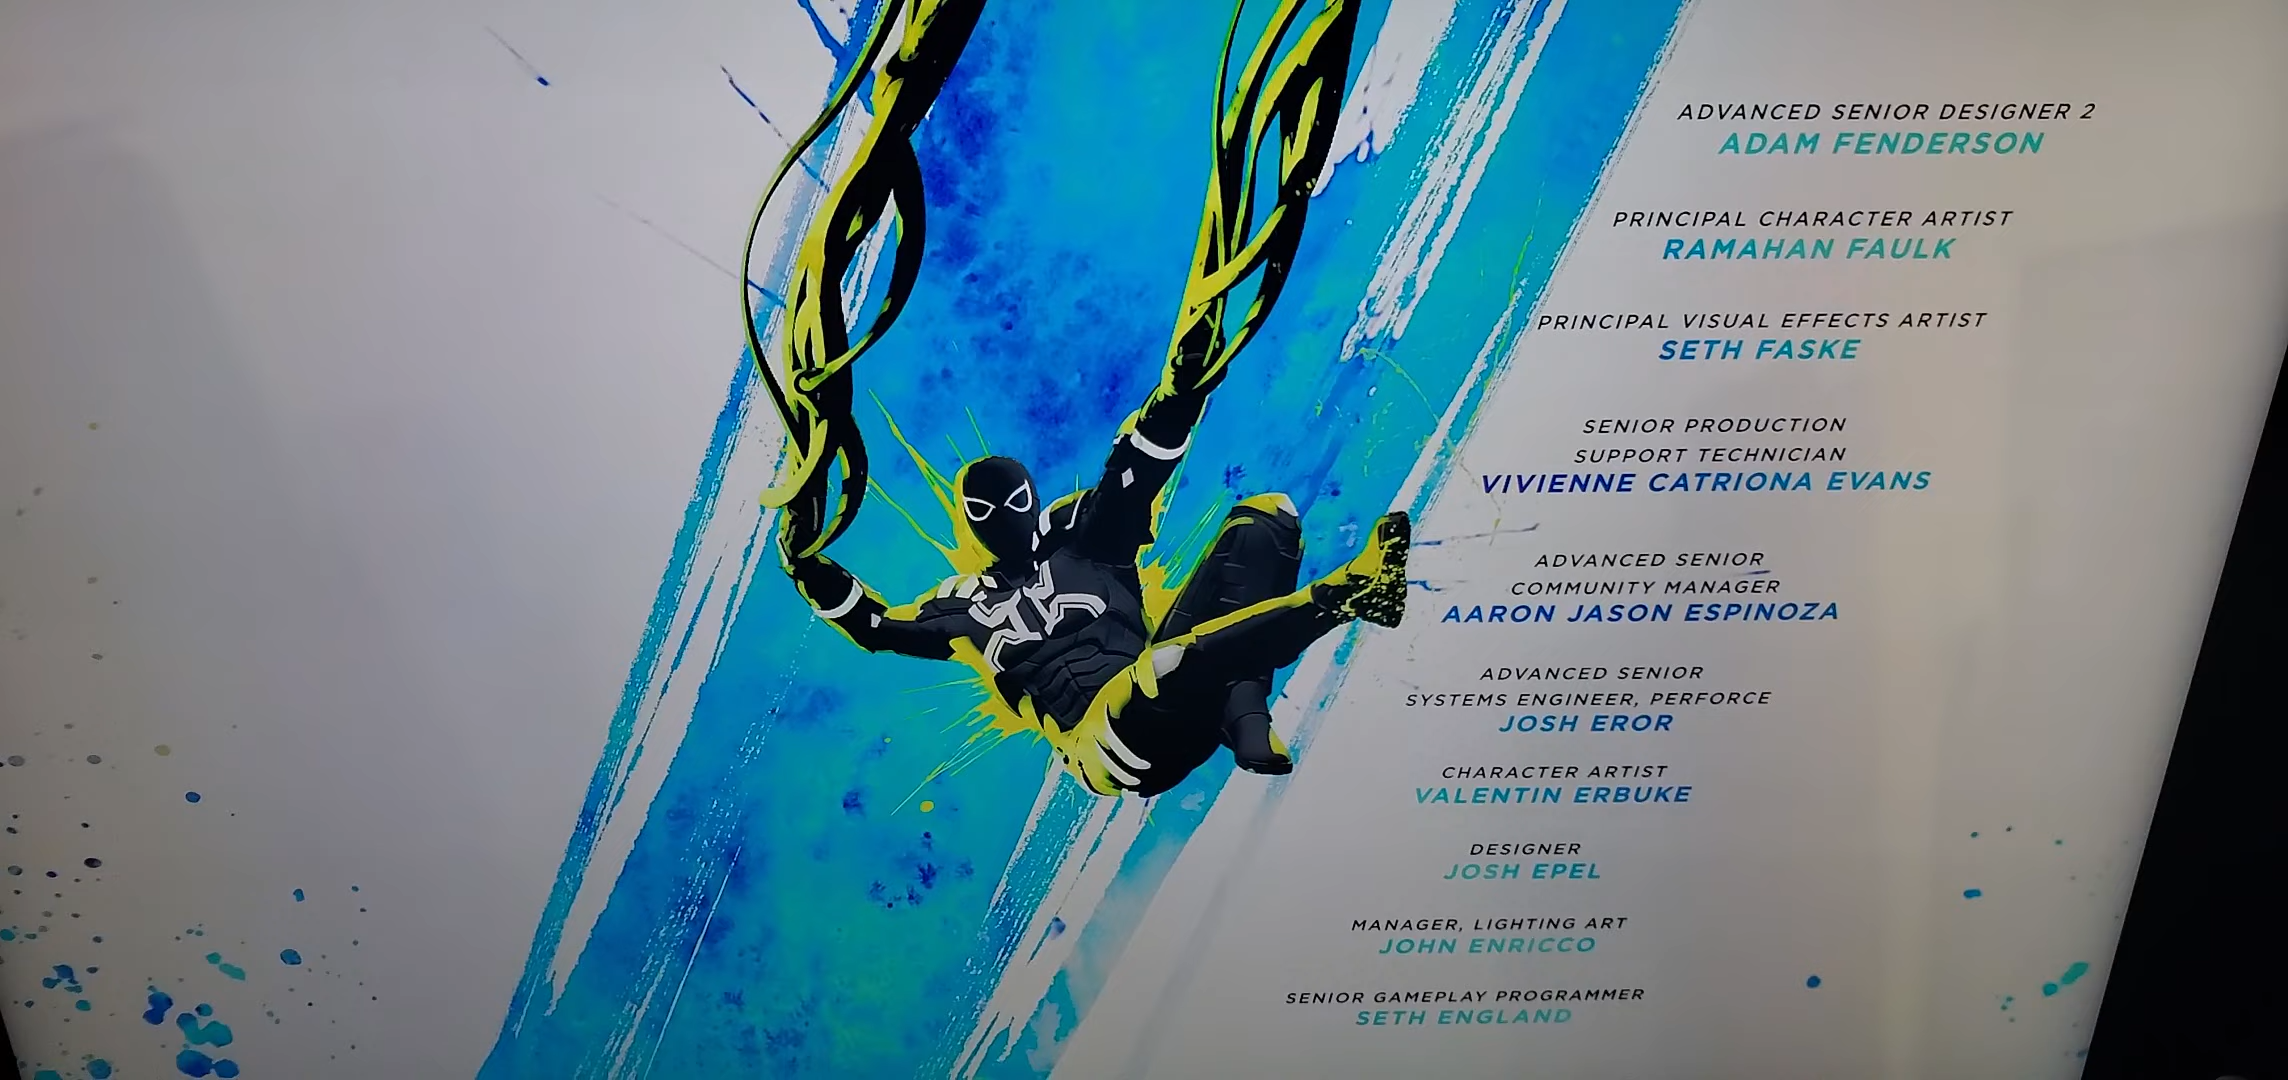 ADVANCED SENIOR DESIGNER 2
ADAM FENDERSON
PRINCIPAL CHARACTER ARTIST
RAMAHAN FAULK
PRINCIPAL VISUAL EFFECTS ARTIST
SETH FASKE
SENIOR PRODUCTION
SUPPORT TECHNICIAN
VIVIENNE CATRIONA EVANS
ADVANCED SENIOR
COMMUNITY MANAGER
AARON JASON ESPINOZA
ADVANCED SENIOR
SYSTEMS ENGINEER, PERFORCE
JOSH EROR
CHARACTER ARTIST
VALENTIN ERBUKE
DESIGNER
JOSH EPEL
MANAGER, LIGHTING ART
JOHN ENRICCO
SENIOR GAMEPLAY PROGRAMMER
SETH ENGLAND